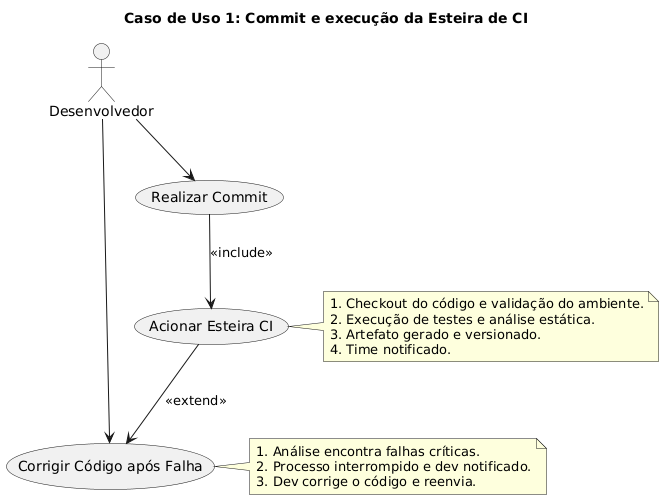 Caso de Uso 1: Commit e execução da Esteira de CI
Desenvolvedor
Realizar Commit
«include»
Acionar Esteira CI
1. Checkout do código e validação do ambiente.
2. Execução de testes e análise estática.
3. Artefato gerado e versionado.
4. Time notificado.
«extend»
Corrigir Código após Falha
1. Análise encontra falhas críticas.
2. Processo interrompido e dev notificado.
3. Dev corrige o código e reenvia.